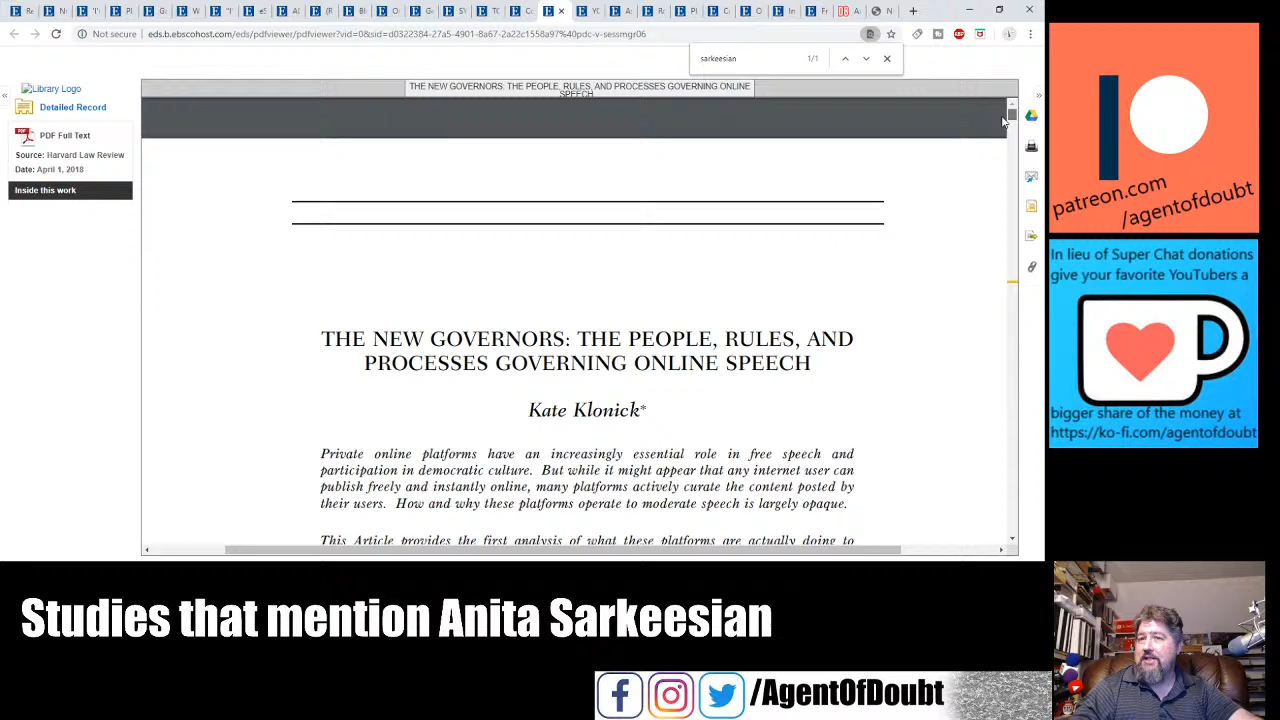 Re
N
"I
Pl
G
W
"I
eS
A
(R
Bl
O
G
S\
TC
C
Y(
A
R
Pl
C
O
In
Fr
A
N
Not secure | eds.b.ebscohost.com/eds/pdfviewer/pdfviewer?vid=0&sid=d0322384-27a5-4901-8a67-2a22c1558a97%40pdc-v-sessmgr06
sarkeesian 1/1
Library Logo
Detailed Record
PDF Full Text
Source: Harvard Law Review
Date: April 1, 2018
Inside this work
THE NEW GOVERNORS: THE PEOPLE, RULES, AND PROCESSES GOVERNING ONLINE
SPEECH.
THE NEW GOVERNORS: THE PEOPLE, RULES, AND
PROCESSES GOVERNING ONLINE SPEECH
Kate Klonick*
Private online platforms have an increasingly essential role in free speech and
participation in democratic culture. But while it might appear that any internet user can
publish freely and instantly online, many platforms actively curate the content posted by
their users. How and why these platforms operate to moderate speech is largely opaque.
This Article provides the first analysis of what these platforms are actually doing to
patreon.com
/agentofdoubt
In lieu of Super Chat donations
give your favorite YouTubers a
bigger share of the money at
https://ko-fi.com/agentofdoubt
Studies that mention Anita Sarkeesian
/AgentOfDoubt